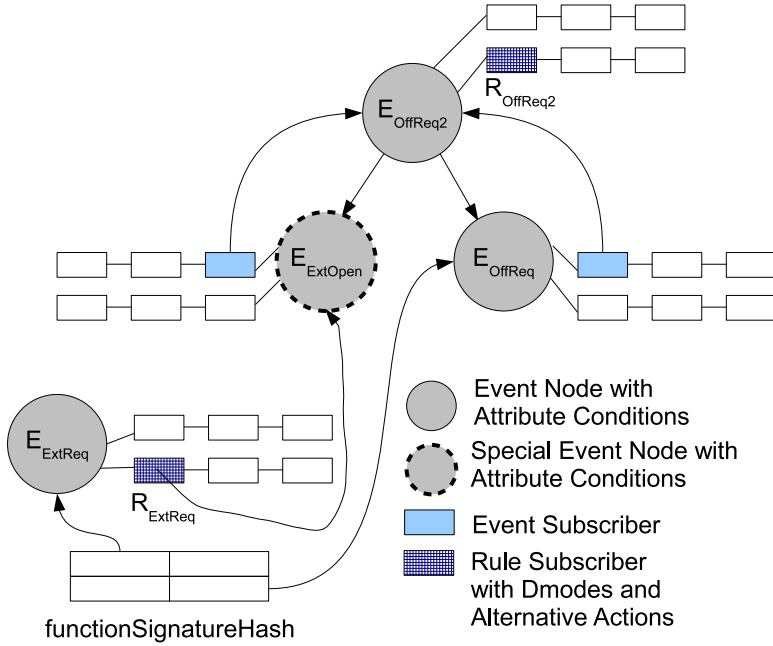 E OffReq2
R OffReq2
E ExtOpen
E OffReq
E ExtReq
R ExtReq
functionSignatureHash
Event Node with
Attribute Conditions
Special Event Node with
Attribute Conditions
Event Subscriber
Rule Subscriber
with Dmodes and
Alternative Actions